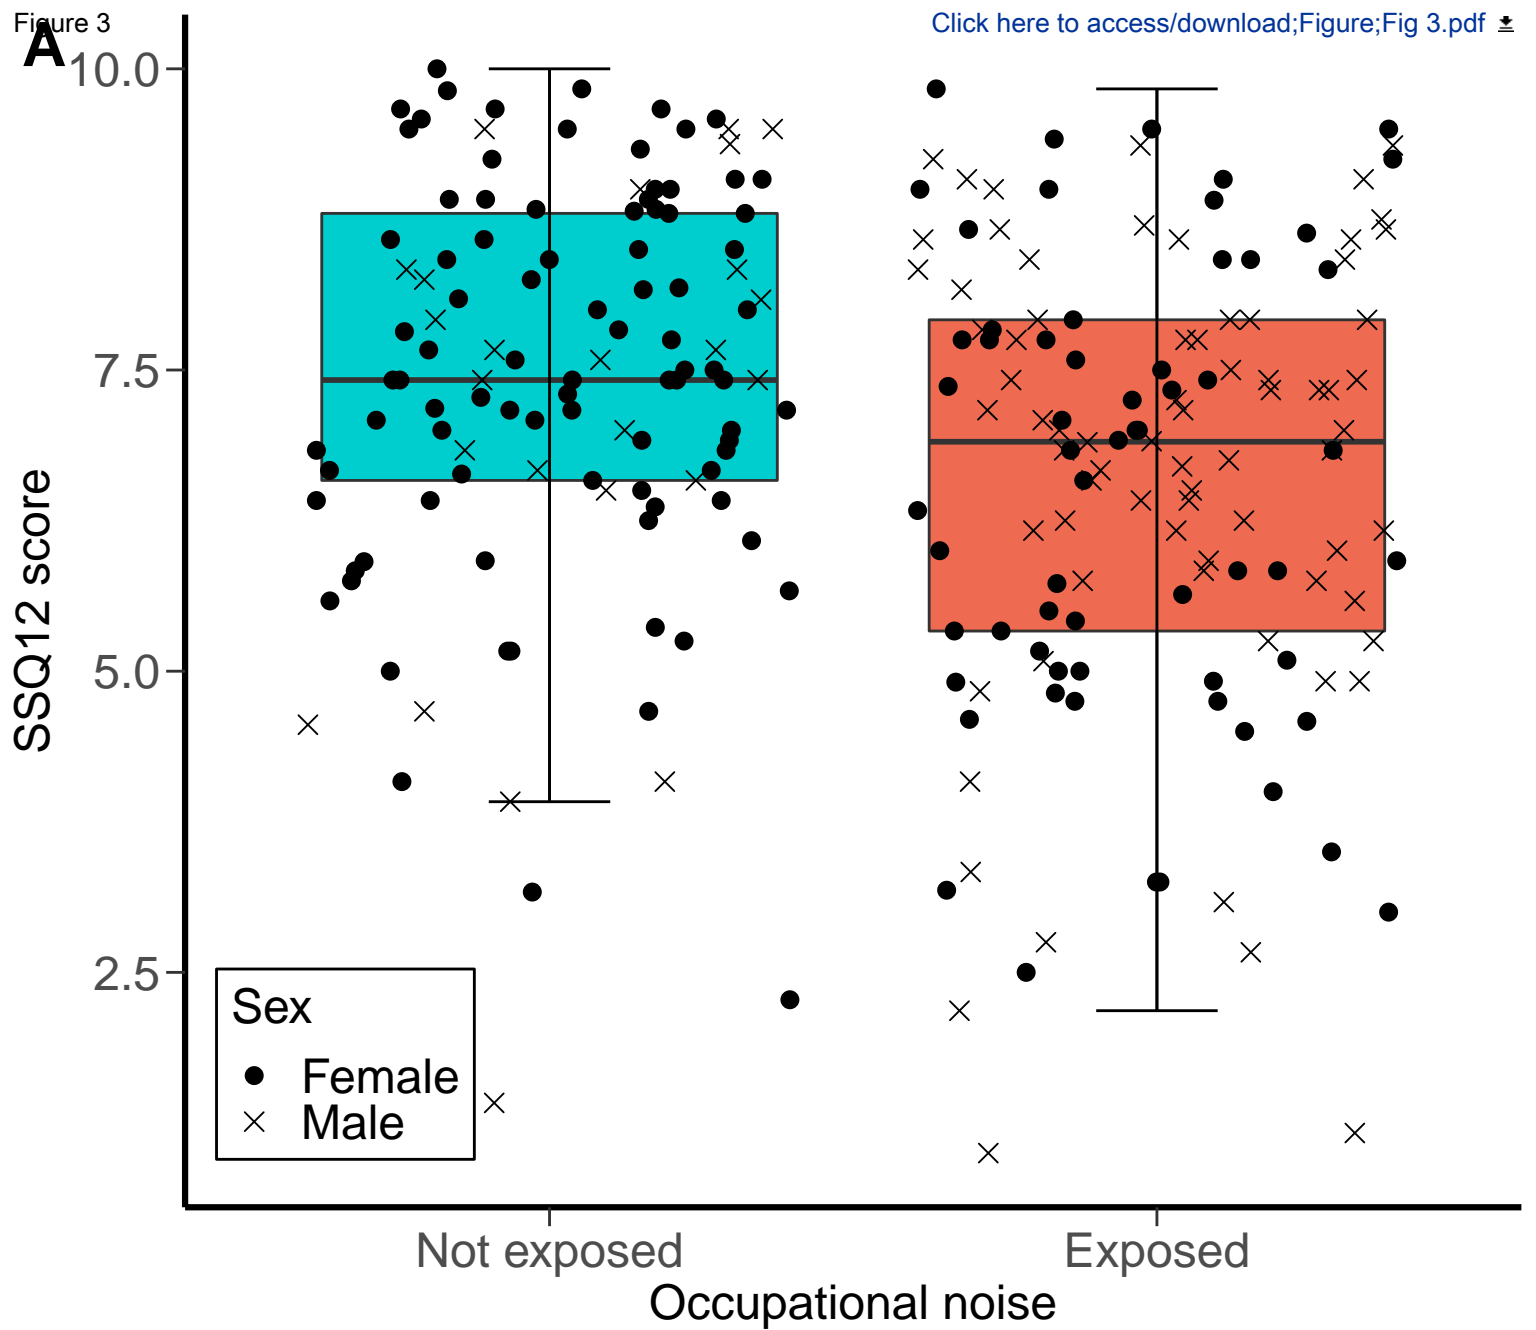 Figure 3
Click here to access/download;Figure;Fig 3.pdf
A
10.0
7.5
5.0
2.5
SSQ12 score
Sex
Female
Male
Not exposed
Exposed
Occupational noise